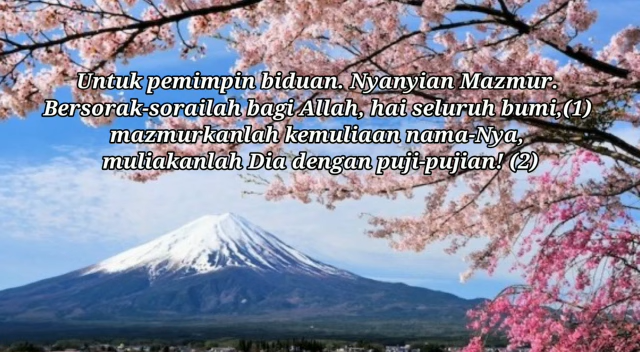 Untuk pemimpin biduan. Nyanyian Mazmur.
Bersorak-sorailah bagi Allah, hai seluruh bumi,(1)
mazmurkanlah kemuliaan nama-Nya,
muliakanlah Dia dengan puji-pujian! (2)